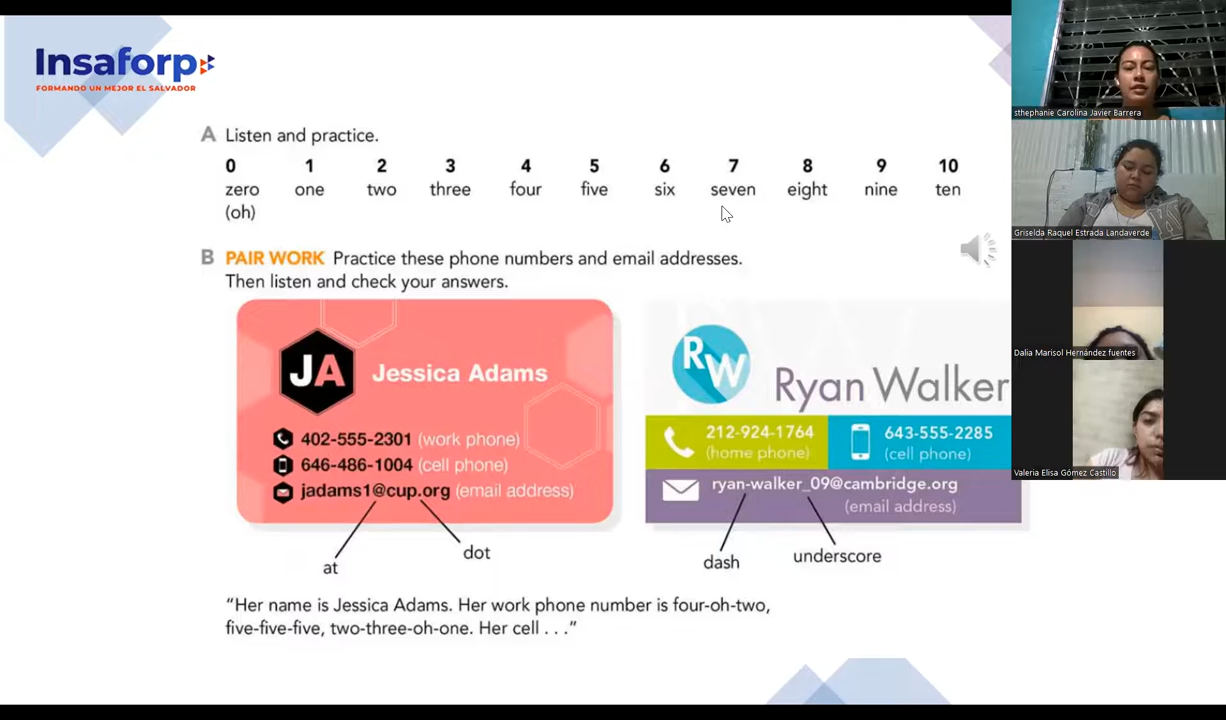 Insaforp
FORMANDO UN MEJOR EL SALVADOR
A Listen and practice.
0 1 2 3 4 5 6 7 8 9 10
zero one two three four five six seven eight nine ten
(oh)
B PAIR WORK Practice these phone numbers and email addresses.
Then listen and check your answers.
JA Jessica Adams
402-555-2301 (work phone)
646-486-1004 (cell phone)
jadams1@cup.org (email address)
at
dot
RW Ryan Walker
212-924-1764
(home phone)
643-555-2285
(cell phone)
ryan-walker_09@cambridge.org
(email address)
dash
underscore
“Her name is Jessica Adams. Her work phone number is four-oh-two,
five-five-five, two-three-oh-one. Her cell . . .”
sthephanie Carolina Javier Barrera
Griselda Raquel Estrada Landaverde
Dalia Marisol Hernández fuentes
Valeria Elisa Gómez Castillo